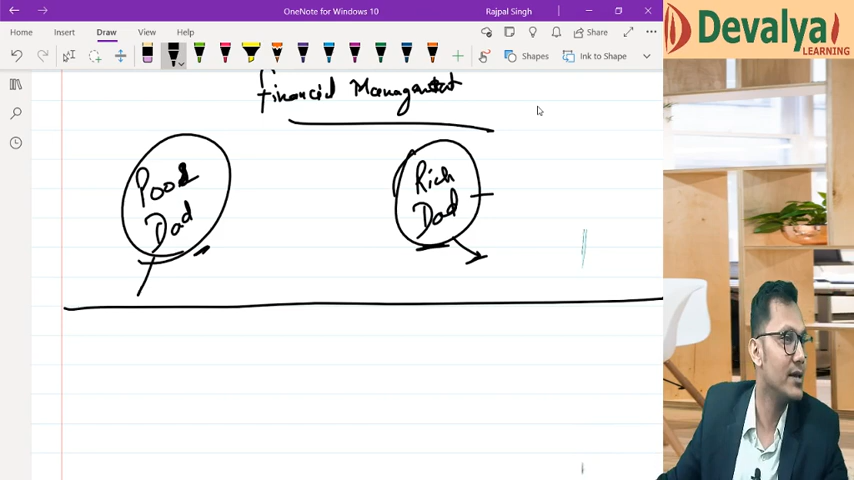 OneNote for Windows 10
Rajpal Singh
Devalya
LEARNING
Home Insert Draw View Help
Share
Shapes
Ink to Shape
Financial Management
Poor
Dad
Rich
Dad